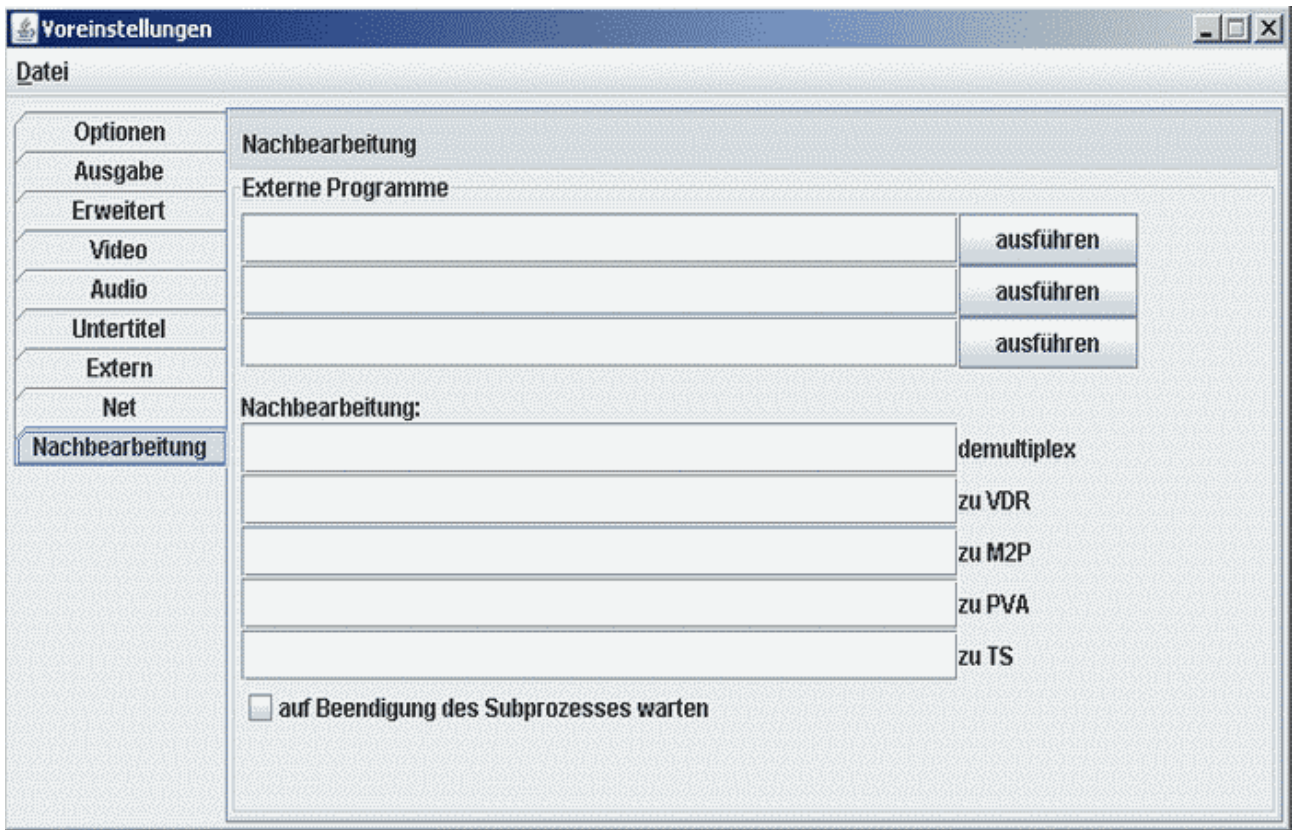 Voreinstellungen
Datei
Optionen
Ausgabe
Erweitert
Video
Audio
Untertitel
Extern
Net
Nachbearbeitung
Nachbearbeitung
Externe Programme
ausführen
ausführen
ausführen
Nachbearbeitung:
demultiplex
zu VDR
zu M2P
zu PVA
zu TS
auf Beendigung des Subprozesses warten